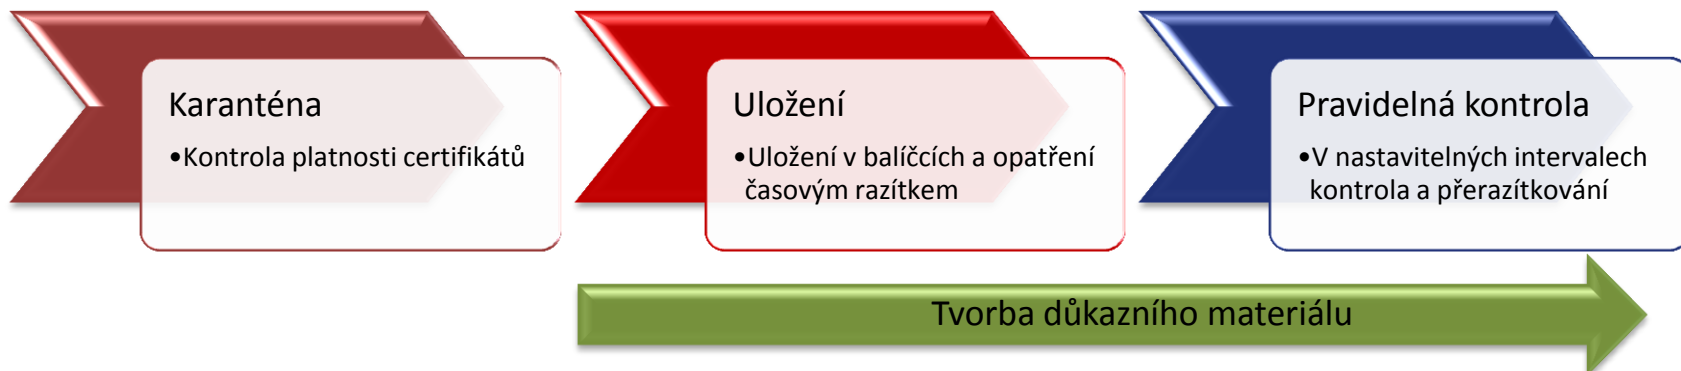 Karanténa
•Kontrola platnosti certifikátů
Uložení
•Uložení v balíčcích a opatření
časovým razítkem
Pravidelná kontrola
•V nastavitelných intervalech
kontrola a přerazítkování
Tvorba důkazního materiálu